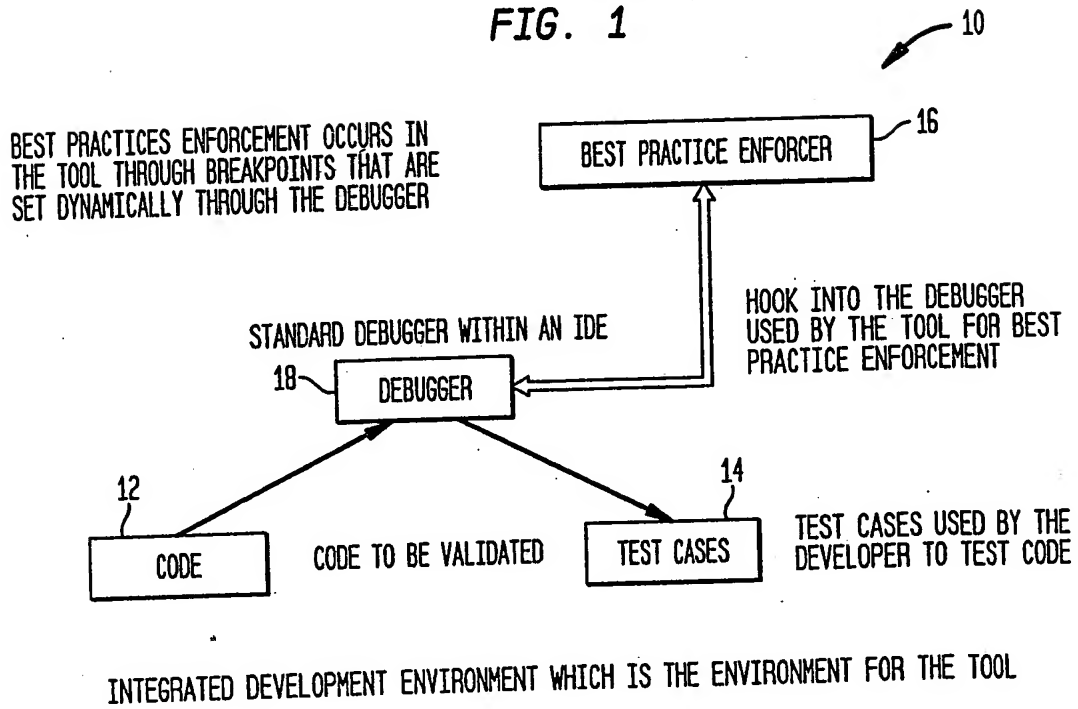 FIG. 1
10
BEST PRACTICES ENFORCEMENT OCCURS IN
THE TOOL THROUGH BREAKPOINTS THAT ARE
SET DYNAMICALLY THROUGH THE DEBUGGER
16
BEST PRACTICE ENFORCER
HOOK INTO THE DEBUGGER
USED BY THE TOOL FOR BEST
PRACTICE ENFORCEMENT
STANDARD DEBUGGER WITHIN AN IDE
18
DEBUGGER
12
CODE
CODE TO BE VALIDATED
14
TEST CASES
TEST CASES USED BY THE
DEVELOPER TO TEST CODE
INTEGRATED DEVELOPMENT ENVIRONMENT WHICH IS THE ENVIRONMENT FOR THE TOOL